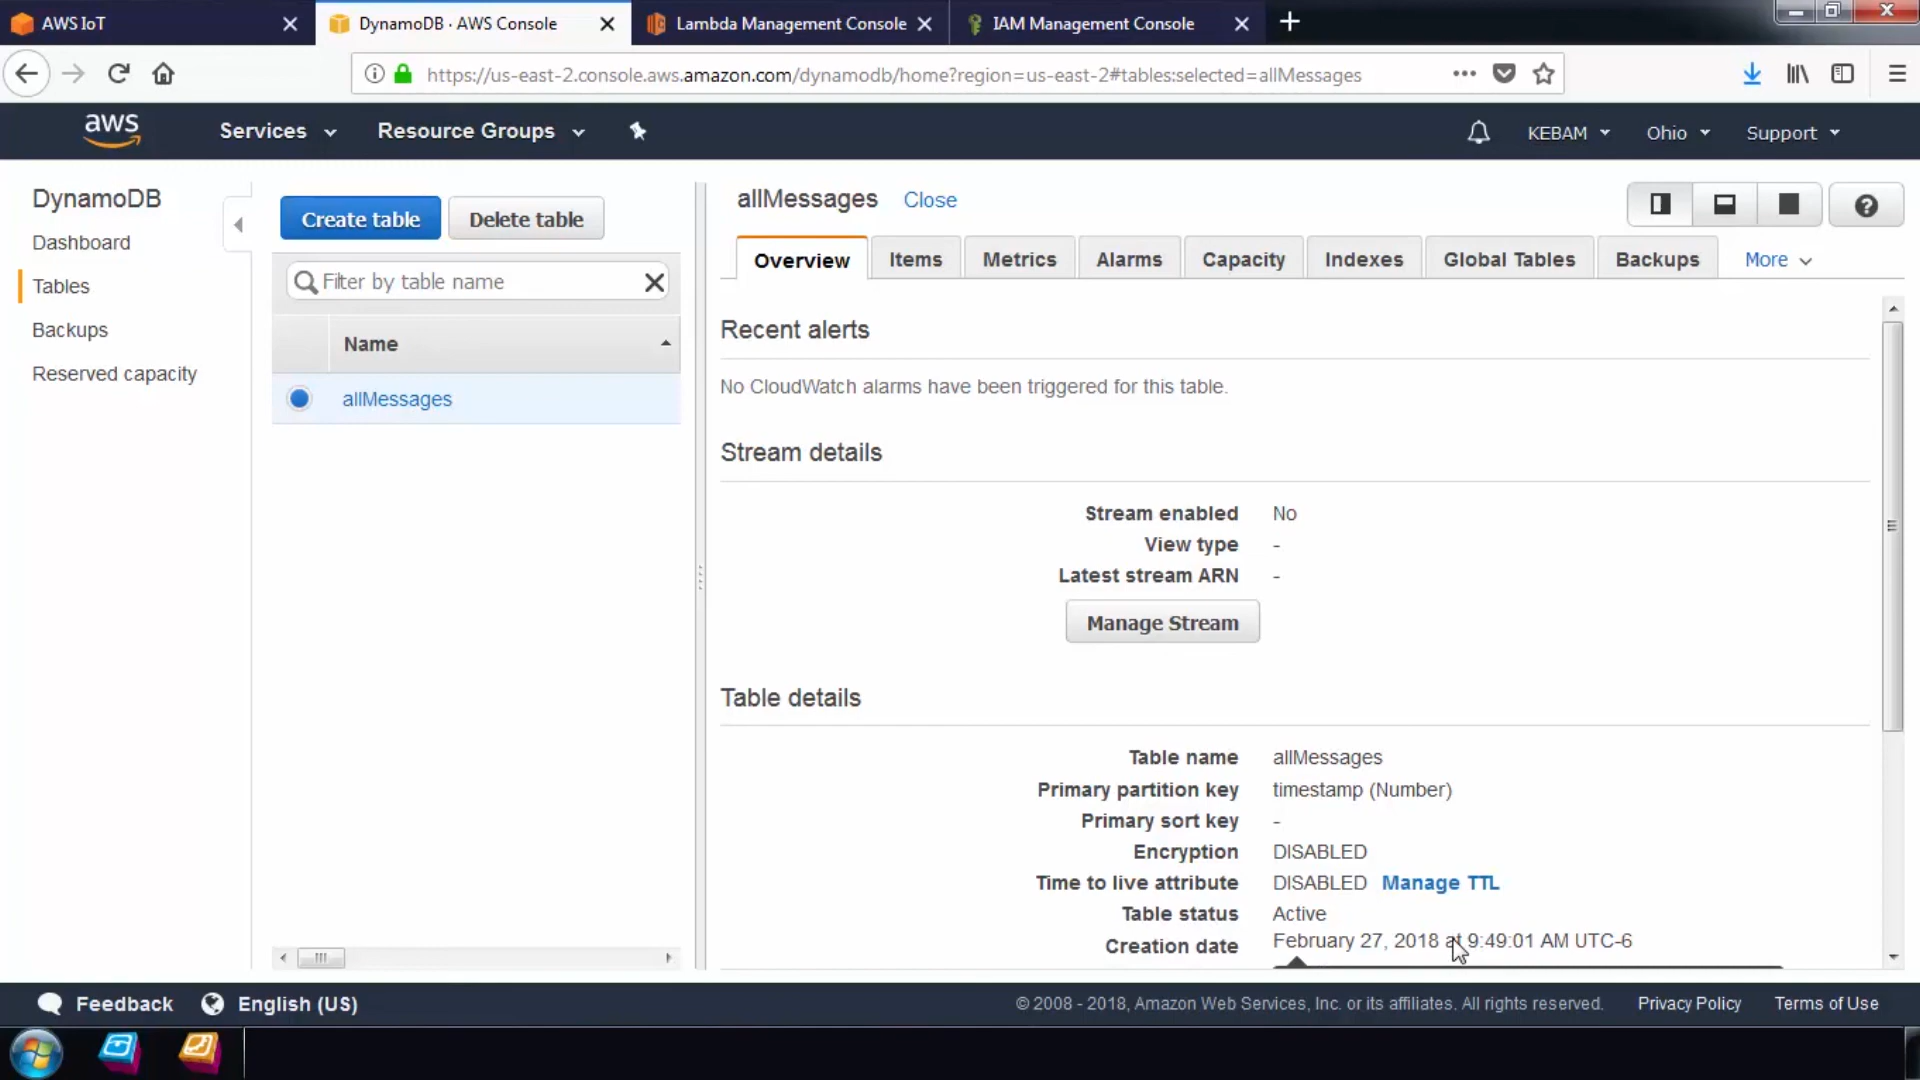 AWS IoT
DynamoDB · AWS Console
Lambda Management Console
IAM Management Console
https://us-east-2.console.aws.amazon.com/dynamodb/home?region=us-east-2#tables:selected=allMessages
aws
Services
Resource Groups
KEBAM
Ohio
Support
DynamoDB
Dashboard
Tables
Backups
Reserved capacity
Create table
Delete table
Filter by table name
Name
allMessages
allMessages
Close
Overview
Items
Metrics
Alarms
Capacity
Indexes
Global Tables
Backups
More
Recent alerts
No CloudWatch alarms have been triggered for this table.
Stream details
Stream enabled No
View type -
Latest stream ARN -
Manage Stream
Table details
Table name allMessages
Primary partition key timestamp (Number)
Primary sort key -
Encryption DISABLED
Time to live attribute DISABLED Manage TTL
Table status Active
Creation date February 27, 2018 at 9:49:01 AM UTC-6
Feedback
English (US)
© 2008 - 2018, Amazon Web Services, Inc. or its affiliates. All rights reserved.
Privacy Policy
Terms of Use